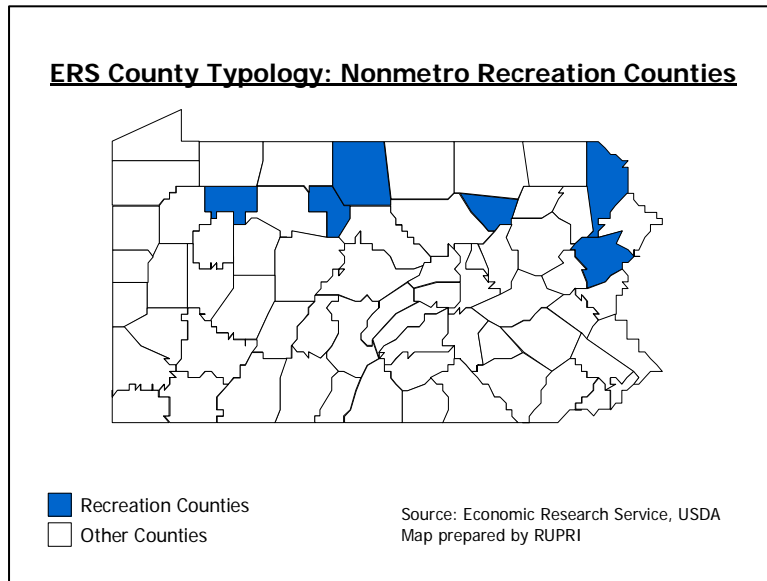 ERS County Typology: Nonmetro Recreation Counties
Recreation Counties
Other Counties
Source: Economic Research Service, USDA
Map prepared by RUPRI